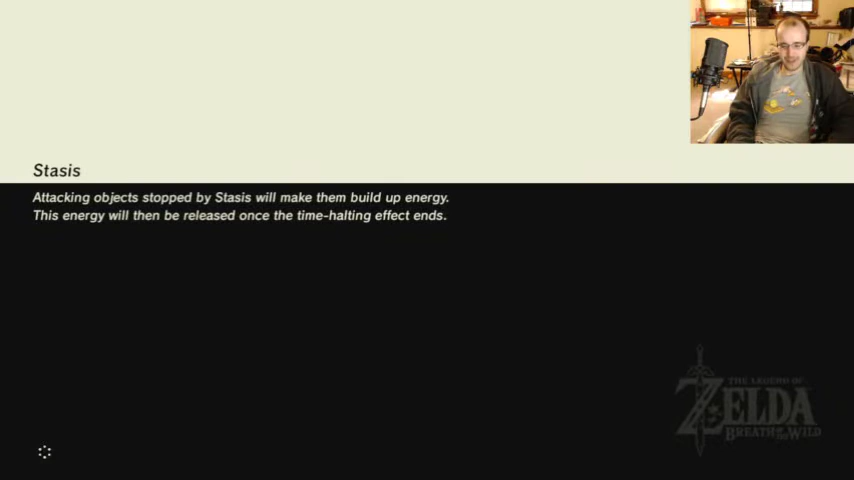 Stasis
Attacking objects stopped by Stasis will make them build up energy.
This energy will then be released once the time-halting effect ends.
THE LEGEND OF
ZELDA
BREATH OF THE WILD